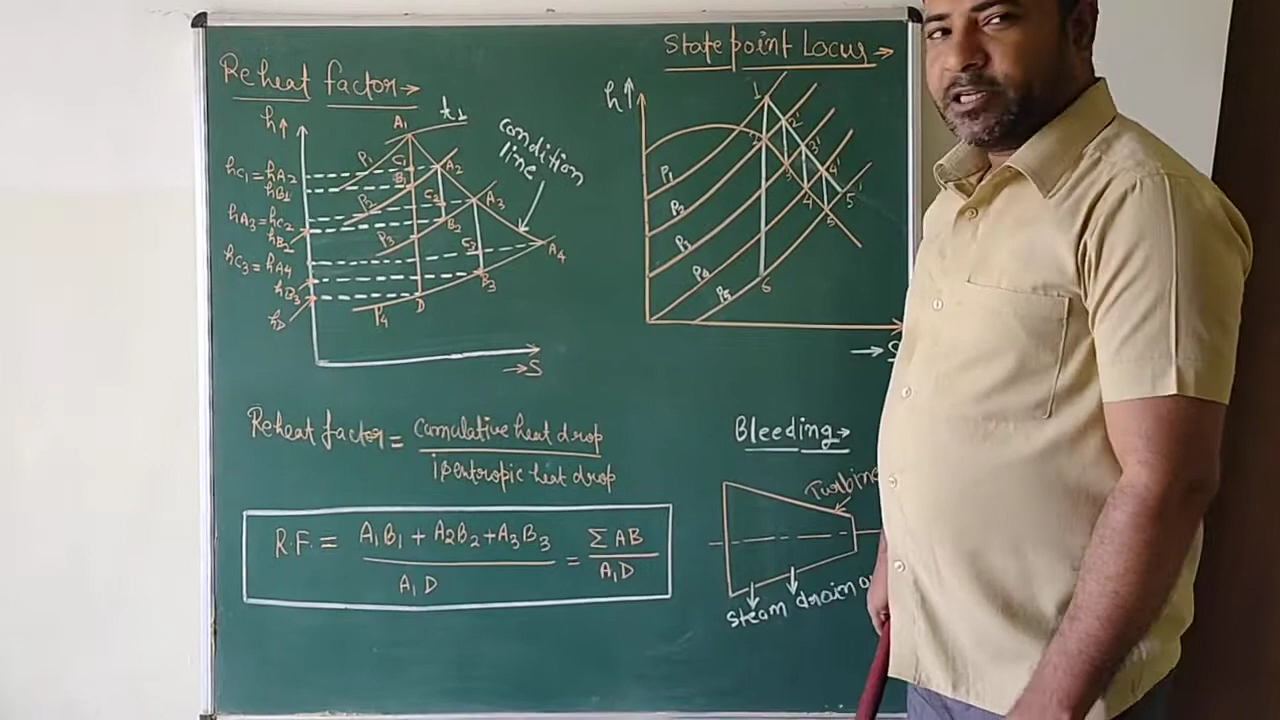 Reheat factor→
h↑
t1
A1
P1
C1
A2
B1
P2
C2
A3
B2
P3
C3
A4
B3
D
P4
→S
condition
line
hC1 = hA2
hB1
hA3 = hC2
hB2
hC3 = hA4
hB3
hD
State point Locus→
h↑
1
2
2'
3
3'
4
4'
5
5'
6
P1
P2
P3
P4
P5
→ S
Reheat factor = cumulative heat drop
isentropic heat drop
R.F. = A1B1 + A2B2 + A3B3 = Σ AB
A1D A1D
Bleeding→
Turbine
steam drain